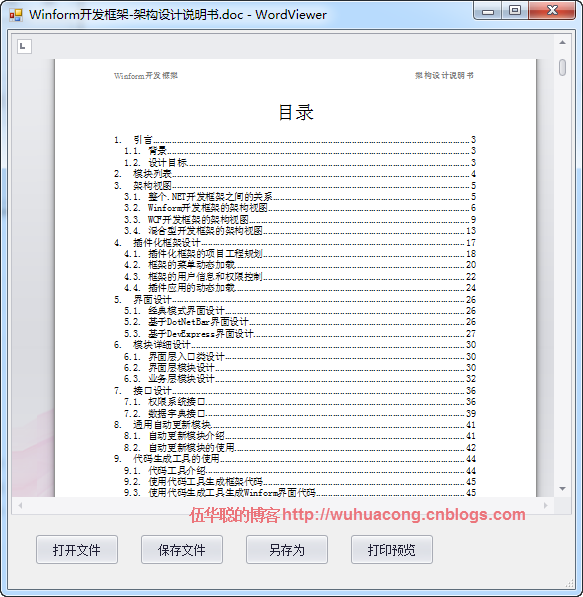 Winform开发框架-架构设计说明书.doc - WordViewer
Winform开发框架 架构设计说明书
目录
1. 引言 3
1.1. 背景 3
1.2. 设计目标 3
2. 模块列表 4
3. 架构视图 5
3.1. 整个.NET开发框架之间的关系 5
3.2. Winform开发框架的架构视图 6
3.3. WCF开发框架的架构视图 9
3.4. 混合型开发框架的架构视图 13
4. 插件化框架设计 17
4.1. 插件化框架的项目工程规划 18
4.2. 框架的菜单动态加载 20
4.3. 框架的用户信息和权限控制 22
4.4. 插件应用的动态加载 24
5. 界面设计 26
5.1. 经典模式界面设计 26
5.2. 基于DotNetBar界面设计 26
5.3. 基于DevExpress界面设计 27
6. 模块详细设计 30
6.1. 界面层入口类设计 30
6.2. 界面层模块设计 30
6.3. 业务层模块设计 32
7. 接口设计 36
7.1. 权限系统接口 36
7.2. 数据字典接口 39
8. 通用自动更新模块 41
8.1. 自动更新模块介绍 41
8.2. 自动更新模块的使用 42
9. 代码生成工具的使用 44
9.1. 代码工具介绍 44
9.2. 使用代码工具生成框架代码 45
9.3. 使用代码生成工具生成Winform界面代码 45
伍华聪的博客http://wuhuacong.cnblogs.com
打开文件 保存文件 另存为 打印预览